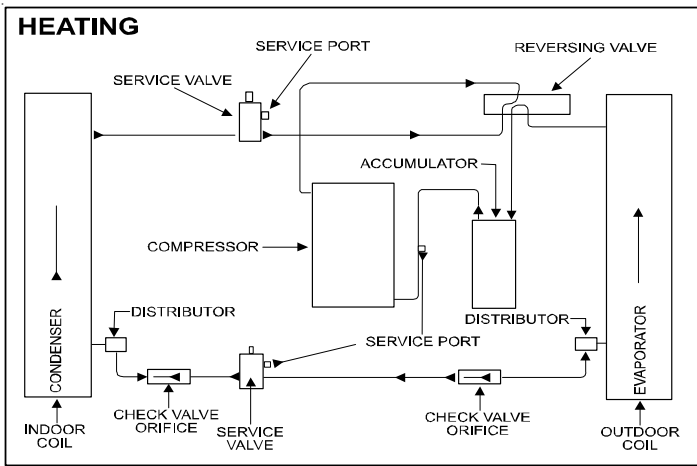 HEATING
SERVICE PORT
REVERSING VALVE
SERVICE VALVE
ACCUMULATOR
COMPRESSOR
DISTRIBUTOR
DISTRIBUTOR
CONDENSER
EVAPORATOR
SERVICE PORT
INDOOR
COIL
CHECK VALVE
ORIFICE
SERVICE
VALVE
CHECK VALVE
ORIFICE
OUTDOOR
COIL